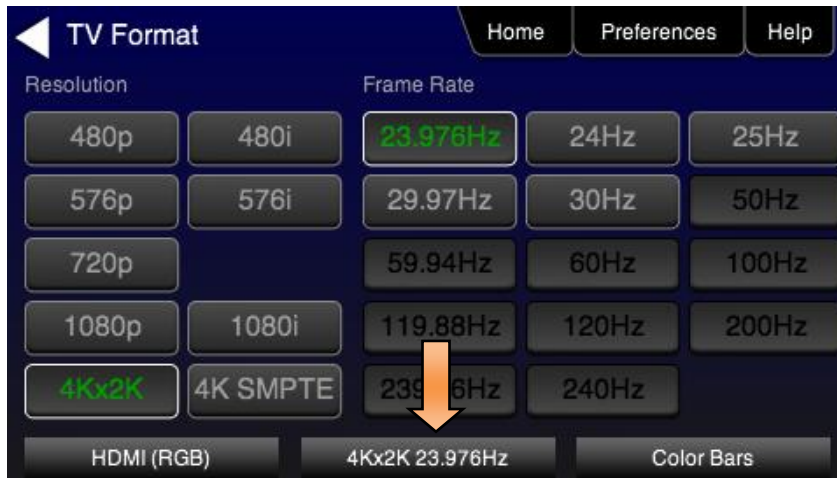 TV Format Home Preferences Help
Resolution Frame Rate
480p 480i 23.976Hz 24Hz 25Hz
576p 576i 29.97Hz 30Hz 50Hz
720p 59.94Hz 60Hz 100Hz
1080p 1080i 119.88Hz 120Hz 200Hz
4Kx2K 4K SMPTE 240Hz
HDMI (RGB) 4Kx2K 23.976Hz Color Bars